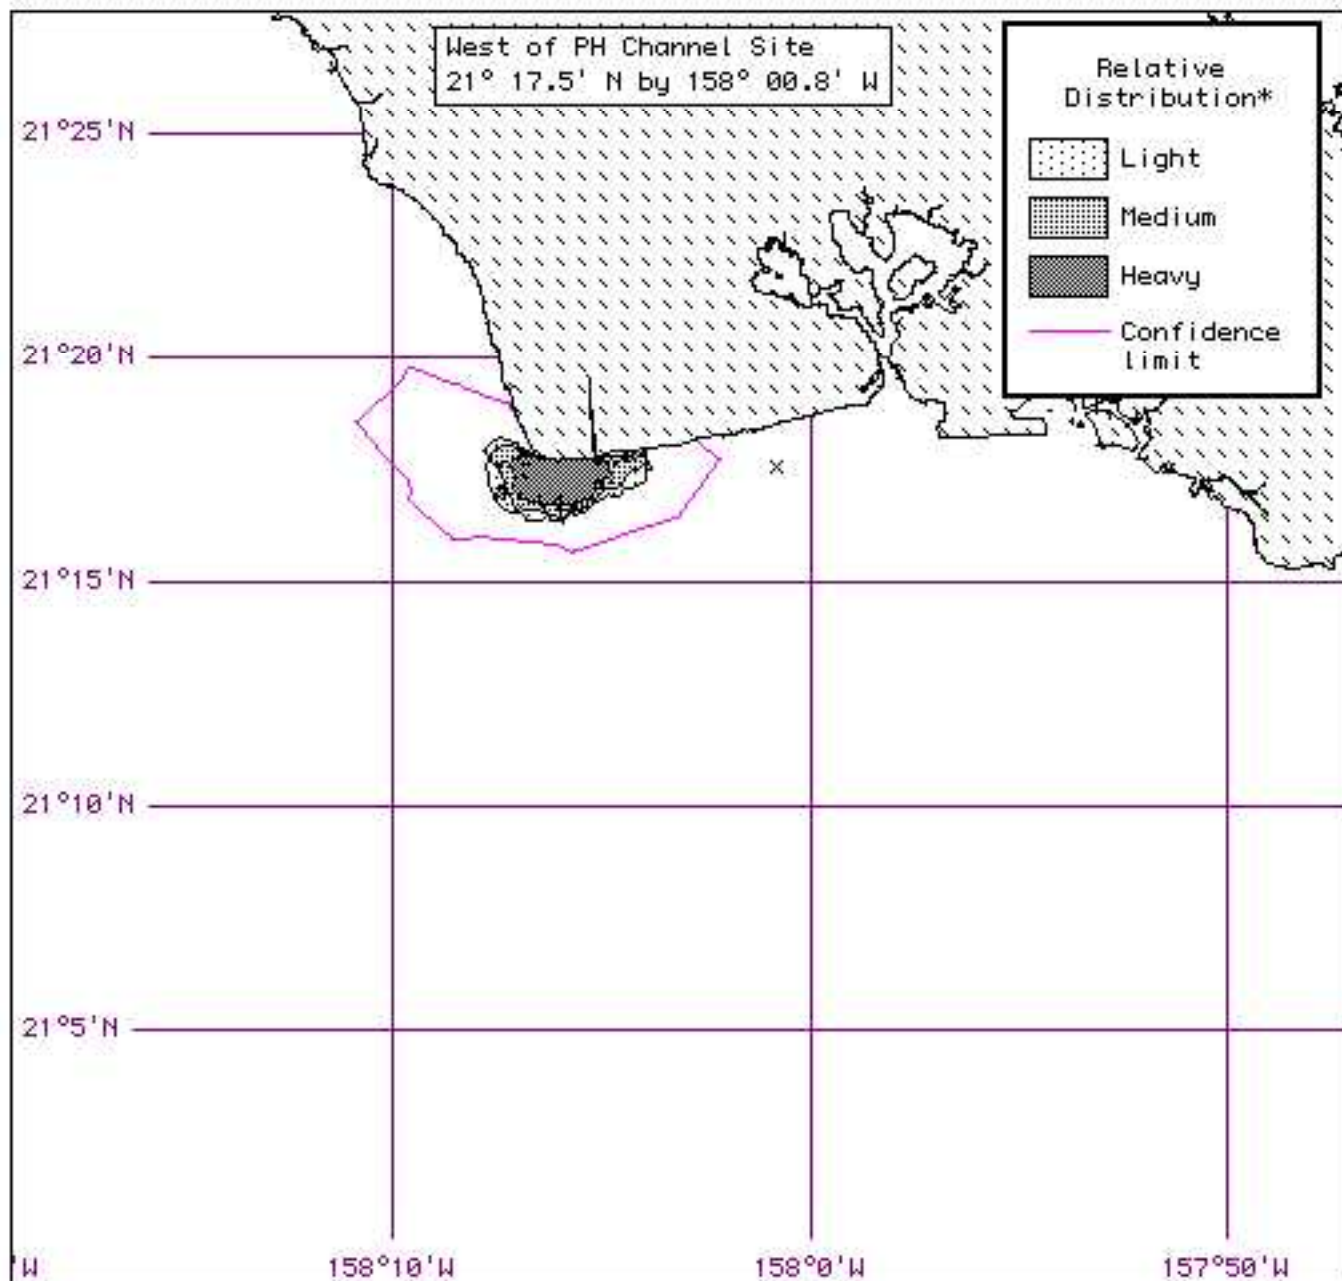 West of PH Channel Site
21° 17.5' N by 158° 00.8' W
Relative
Distribution*
Light
Medium
Heavy
Confidence
limit
21°25'N
21°20'N
21°15'N
21°10'N
21°5'N
'W
158°10'W
158°0'W
157°50'W